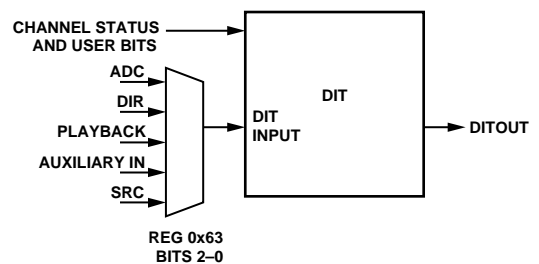 CHANNEL STATUS
AND USER BITS
ADC
DIR
PLAYBACK
AUXILIARY IN
SRC
REG 0x63
BITS 2–0
DIT
INPUT
DIT
DITOUT